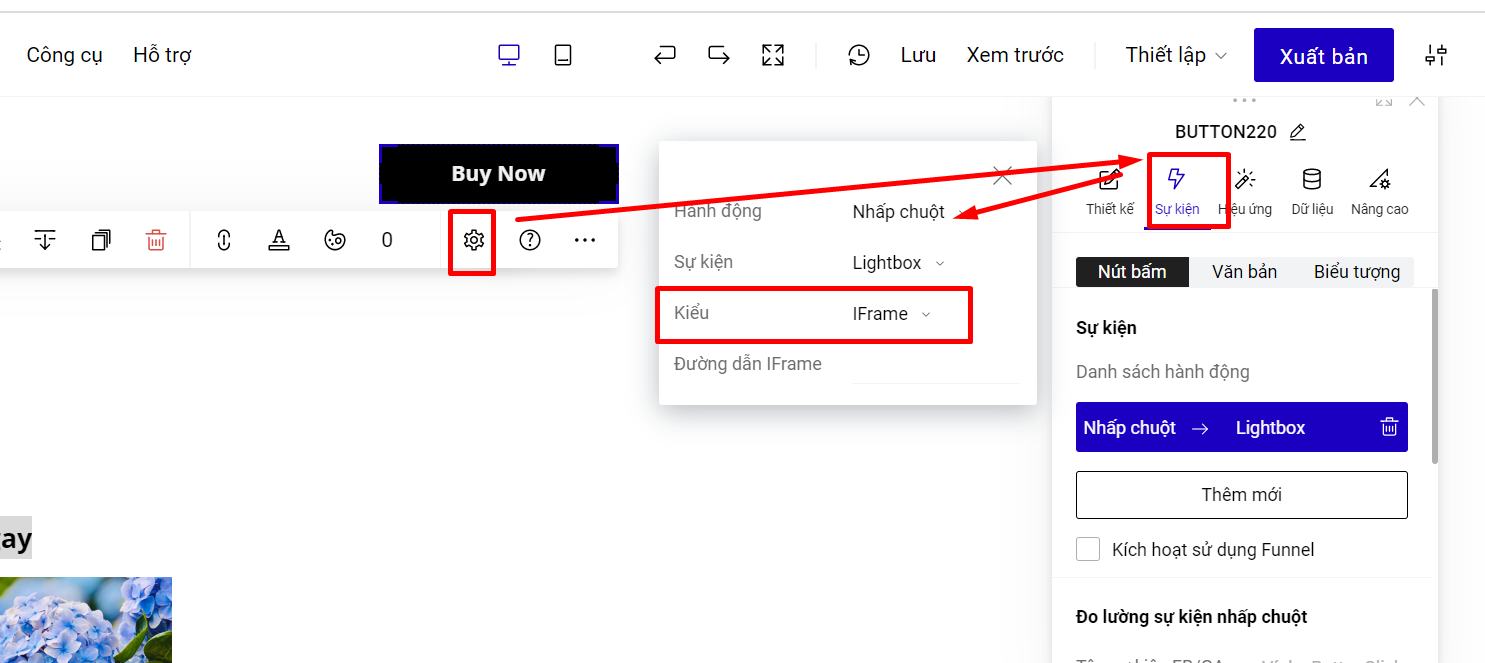 Công cụ
Hỗ trợ
Lưu
Xem trước
Thiết lập
Xuất bản
BUTTON220
Buy Now
Thiết kế
Sự kiện
Hiệu ứng
Dữ liệu
Nâng cao
0
Hành động
Nhấp chuột
Sự kiện
Lightbox
Kiểu
IFrame
Đường dẫn IFrame
Nút bấm
Văn bản
Biểu tượng
Sự kiện
Danh sách hành động
Nhấp chuột → Lightbox
Thêm mới
Kích hoạt sử dụng Funnel
Đo lường sự kiện nhấp chuột